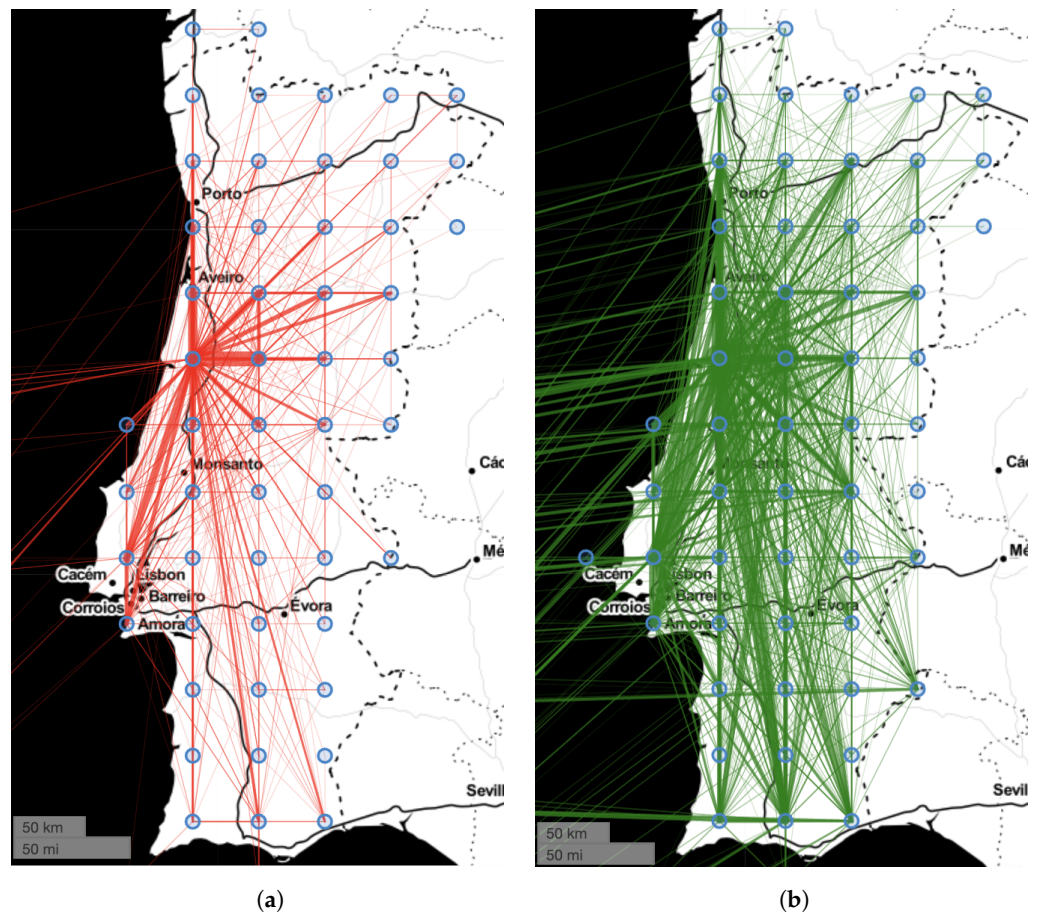 Porto
Aveiro
Monsanto
Các
Mé
Cacém
Lisbon
Barreiro
Corroios
Évora
Amora
Sevill
50 km
50 mi
(a)
Porto
Aveiro
Monsanto
Các
Mé
Cacém
Lisbon
Barreiro
Corroios
Évora
Amora
Sevil
50 km
50 mi
(b)